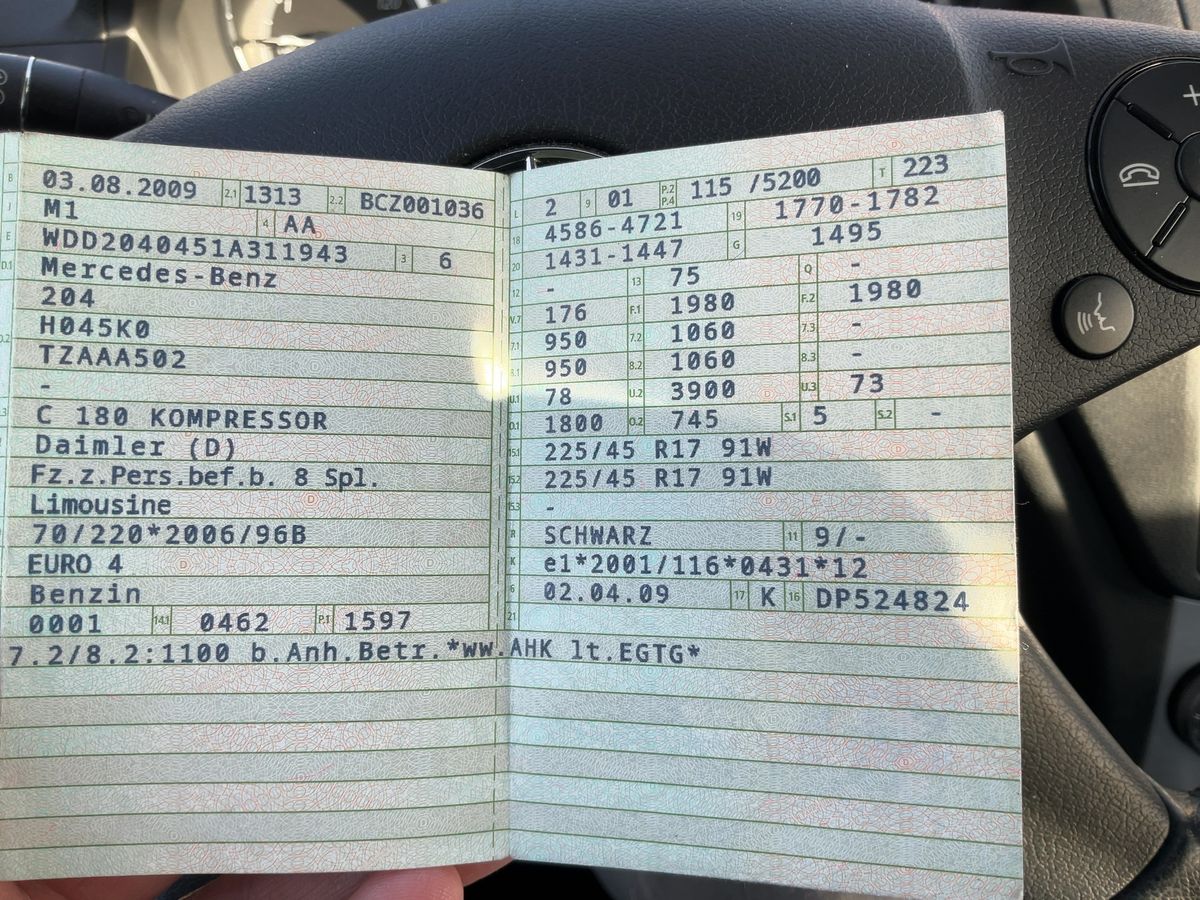 120
B 03.08.2009 2.1 1313 2.2 BCZ001036
J M1 4 AA
E WDD2040451A311943 3 6
D.1 Mercedes-Benz
204
D.2 H045K0
TZAAA502
-
D.3 C 180 KOMPRESSOR
Daimler (D)
Fz.z.Pers.bef.b. 8 Spl.
Limousine
70/220*2006/96B
EURO 4
Benzin
0001 14.1 0462 P.1 1597
L 2 9 01 P.2 P.4 115 /5200 T 223
18 4586-4721 19 1770-1782
20 1431-1447 G 1495
12 - 13 75 Q -
V.7 176 F.1 1980 F.2 1980
7.1 950 7.2 1060 7.3 -
8.1 950 8.2 1060 8.3 -
U.1 78 U.2 3900 U.3 73
O.1 1800 O.2 745 S.1 5 S.2 -
15.1 225/45 R17 91W
15.2 225/45 R17 91W
15.3 -
R SCHWARZ 11 9/-
K e1*2001/116*0431*12
6 02.04.09 17 K 16 DP524824
21
7.2/8.2:1100 b.Anh.Betr.*ww.AHK lt.EGTG*